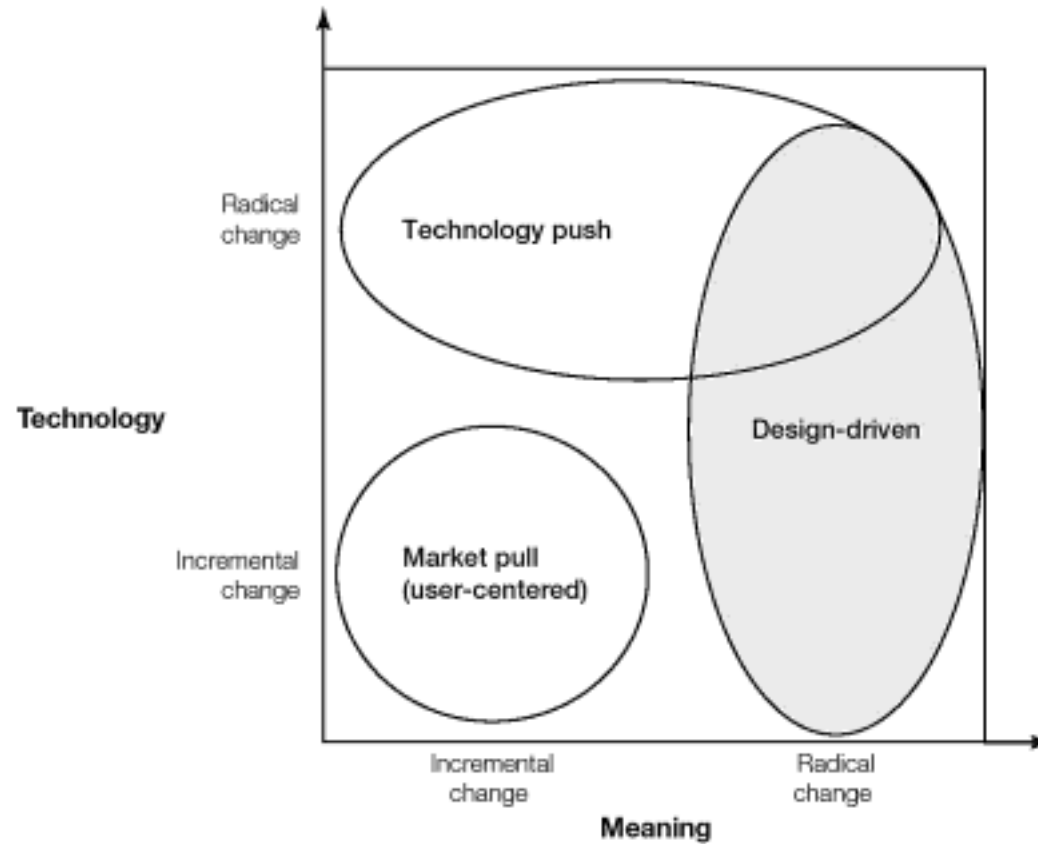 Radical
change
Technology push
Technology
Design-driven
Incremental
change
Market pull
(user-centered)
Incremental
change
Radical
change
Meaning